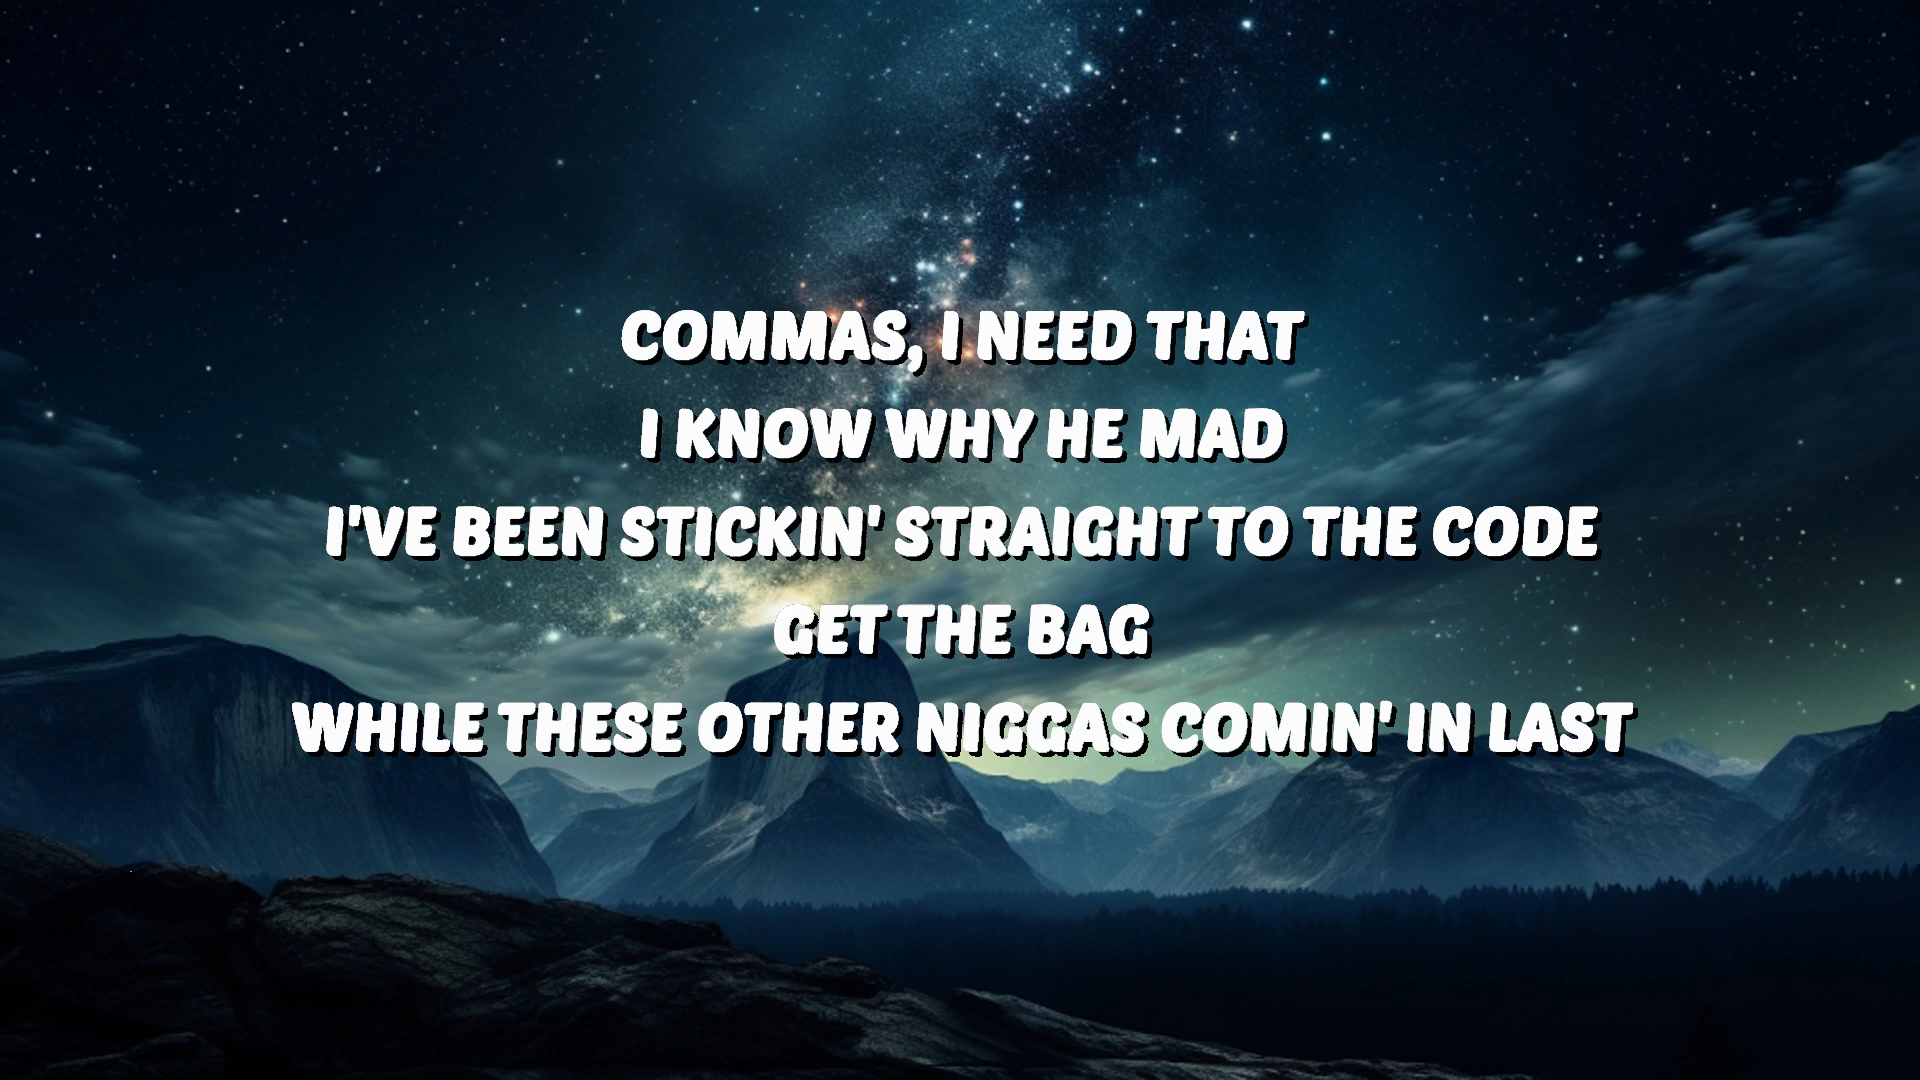 COMMAS, I NEED THAT
I KNOW WHY HE MAD
I'VE BEEN STICKIN' STRAIGHT TO THE CODE
GET THE BAG
WHILE THESE OTHER NIGGAS COMIN' IN LAST